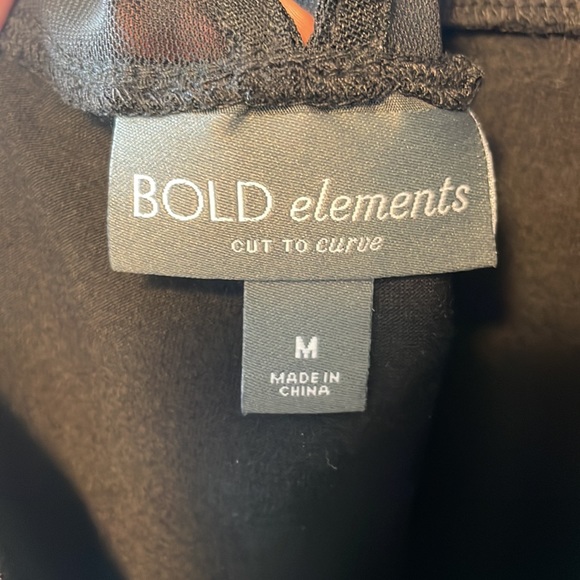 BOLD elements
CUT TO curve
M
MADE IN
CHINA